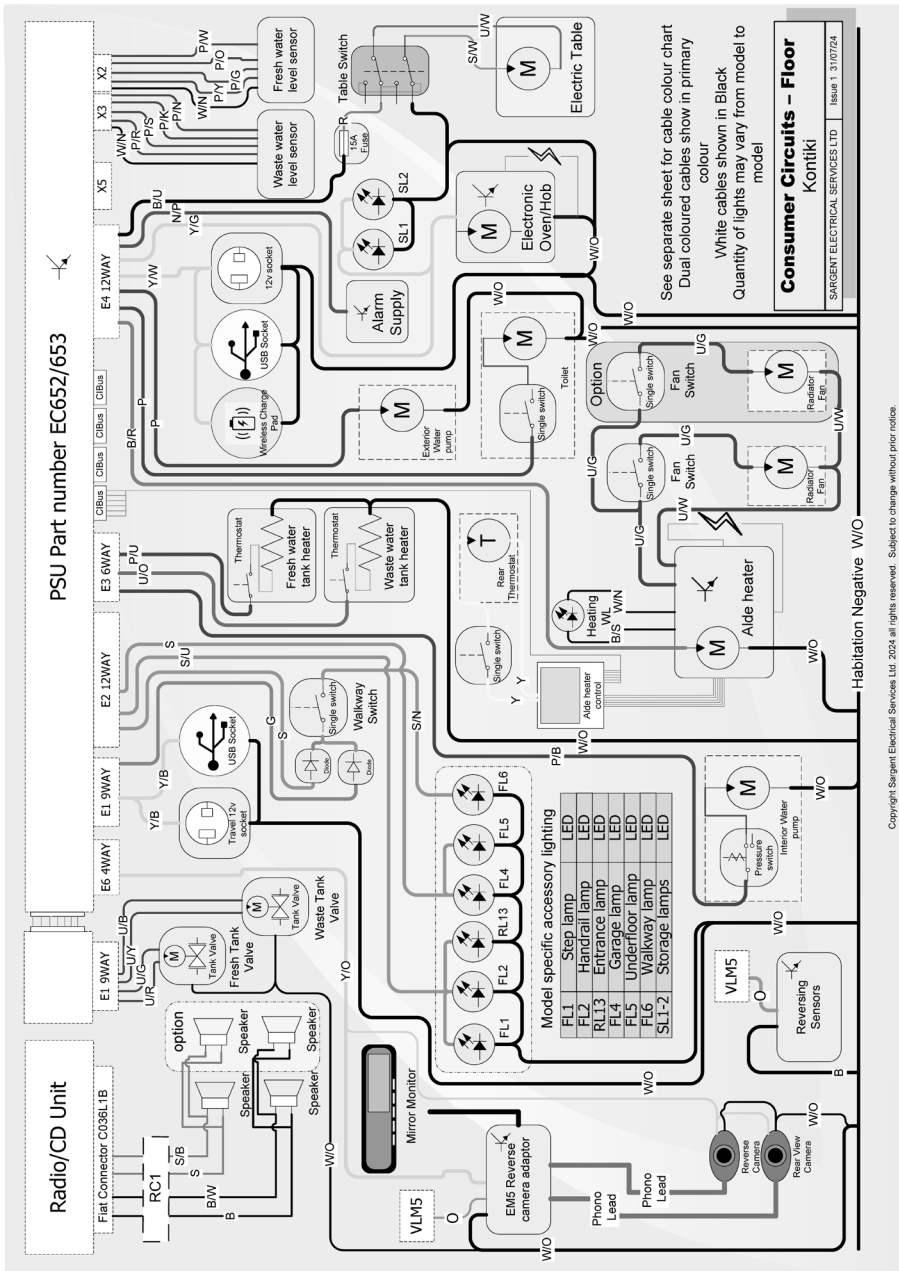 Radio/CD Unit
Fiat Connector C036L1B
RC1
S/B
S
B/W
B
option
Speaker
Speaker
Speaker
Speaker
PSU Part number EC652/653
E1 9WAY
E6 4WAY
E1 9WAY
E2 12WAY
E3 6WAY
CIBus
CIBus
CIBus
CIBus
E4 12WAY
X5
X3
X2
U/R
U/G
U/Y
U/B
Tank Valve
Fresh Tank
Valve
Tank Valve
Waste Tank
Valve
M
M
Y/B
Y/B
Travel 12v
socket
USB Socket
S
S/U
G
S
Diode
Diode
Single switch
Walkway
Switch
S/N
P/U
U/O
Thermostat
Fresh water
tank heater
Thermostat
Waste water
tank heater
B/R
P
P
Y/W
Wireless Charge
Pad
USB Socket
12v socket
B/U
N/P
Y/G
Alarm
Supply
SL1
SL2
W/N
P/R
P/S
P/K
P/N
Waste water
level sensor
W/N
P/Y
P/G
P/O
P/W
Fresh water
level sensor
R
15A
Fuse
Table Switch
S/W
U/W
M
Electric Table
M
Electronic
Oven/Hob
W/O
M
Exterior
Water
pump
W/O
M
Single switch
Toilet
W/O
W/O
Option
Single switch
Fan
Switch
U/G
M
Radiator
Fan
U/G
Single switch
Fan
Switch
U/G
M
Radiator
Fan
U/W
U/G
U/W
T
Rear
Thermostat
Single switch
Y
Y
Alde heater
control
Heating
WL
B/S
W/N
M
Alde heater
W/O
P/B
W/O
M
Interior Water
pump
Pressure
switch
W/O
W/O
FL1
FL2
RL13
FL4
FL5
FL6
Model specific accessory lighting
FL1 Step lamp LED
FL2 Handrail lamp LED
RL13 Entrance lamp LED
FL4 Garage lamp LED
FL5 Underfloor lamp LED
FL6 Walkway lamp LED
SL1-2 Storage lamps LED
Y/O
W/O
W/O
Mirror Monitor
VLM5
O
EM5 Reverse
camera adaptor
W/O
Phono
Lead
Phono
Lead
Reverse
Camera
Rear View
Camera
W/O
VLM5
O
Reversing
Sensors
B
Habitation Negative W/O
See separate sheet for cable colour chart
Dual coloured cables show in primary
colour
White cables shown in Black
Quantity of lights may vary from model to
model
Consumer Circuits – Floor
Kontiki
SARGENT ELECTRICAL SERVICES LTD
Issue 1 31/07/24
Copyright Sargent Electrical Services Ltd. 2024 all rights reserved. Subject to change without prior notice.